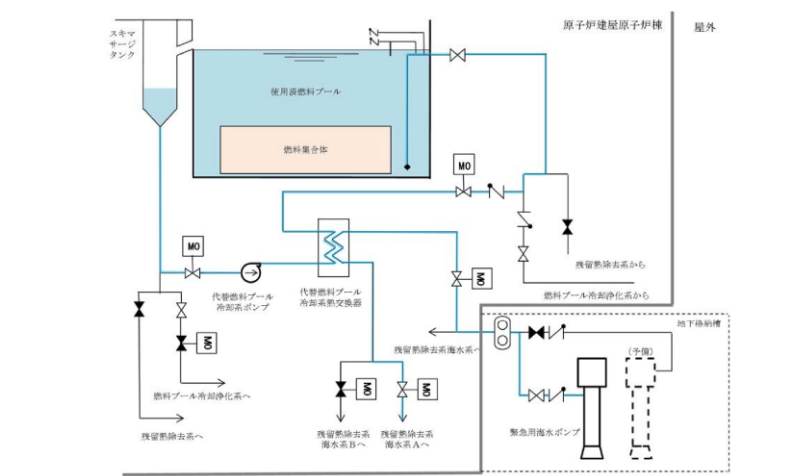 原子炉建屋原子炉棟
屋外
スキマ
サージ
タンク
使用済燃料プール
燃料集合体
MO
MO
代替燃料プール
冷却系ポンプ
代替燃料プール
冷却系熱交換器
MO
残留熱除去系から
燃料プール冷却浄化系から
残留熱除去系海水系へ
地下格納槽
(予備)
MO
燃料プール冷却浄化系へ
残留熱除去系へ
MO
MO
残留熱除去系
海水系Bへ
残留熱除去系
海水系Aへ
緊急用海水ポンプ